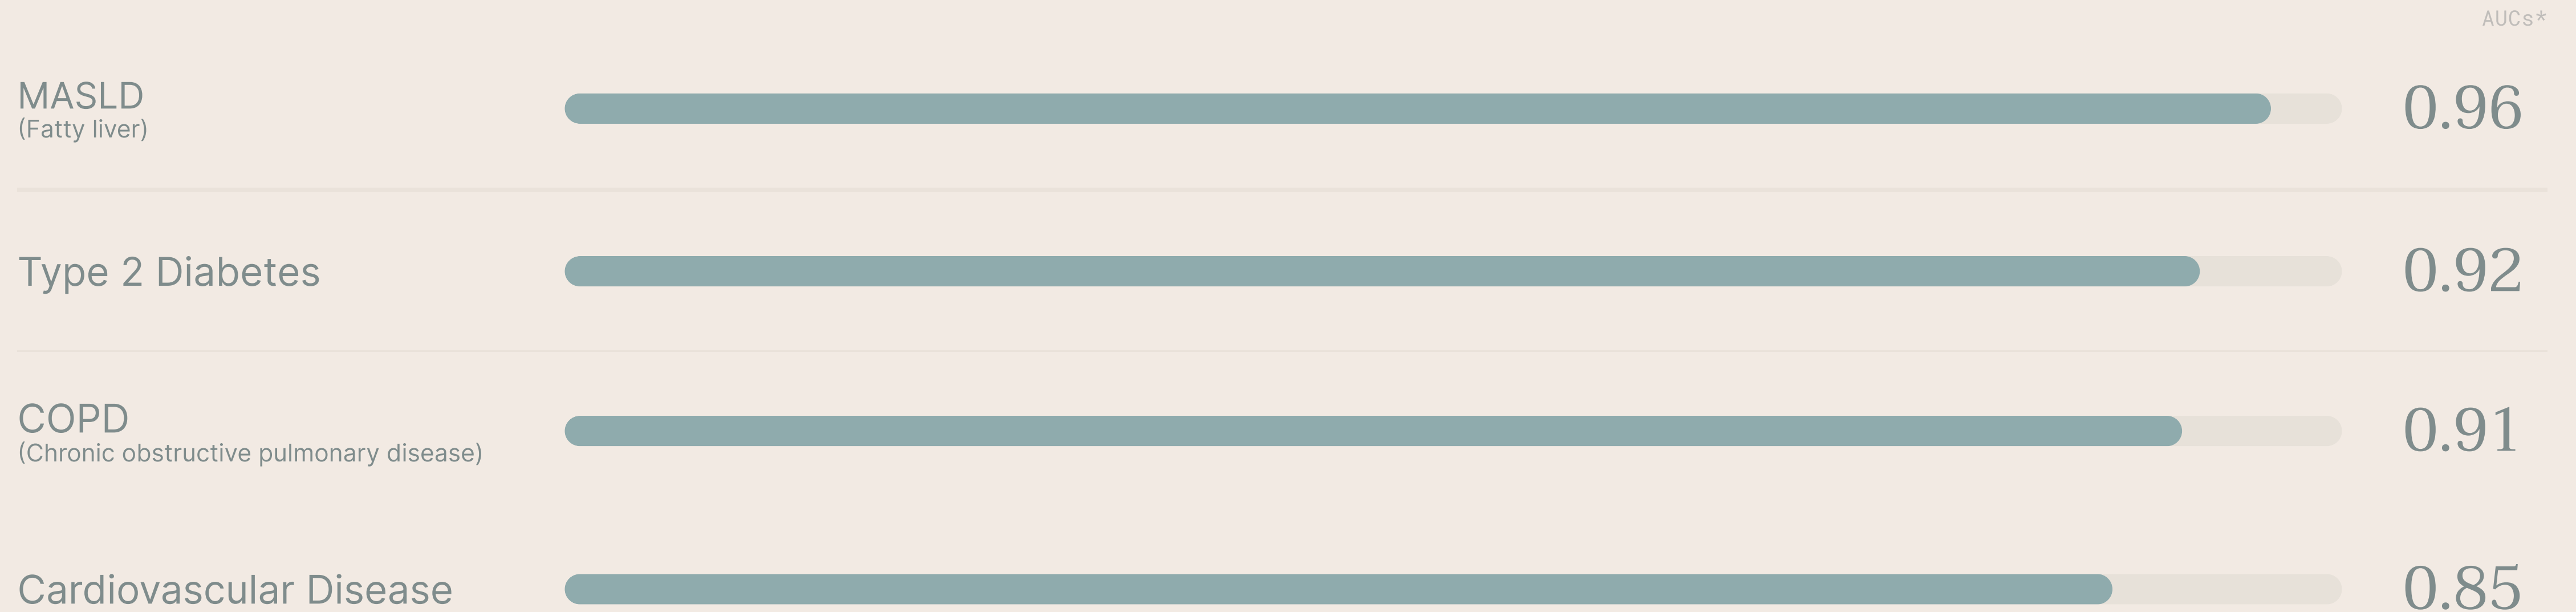 AUCs*
MASLD
(Fatty liver)
0.96
Type 2 Diabetes
0.92
COPD
(Chronic obstructive pulmonary disease)
0.91
Cardiovascular Disease
0.85